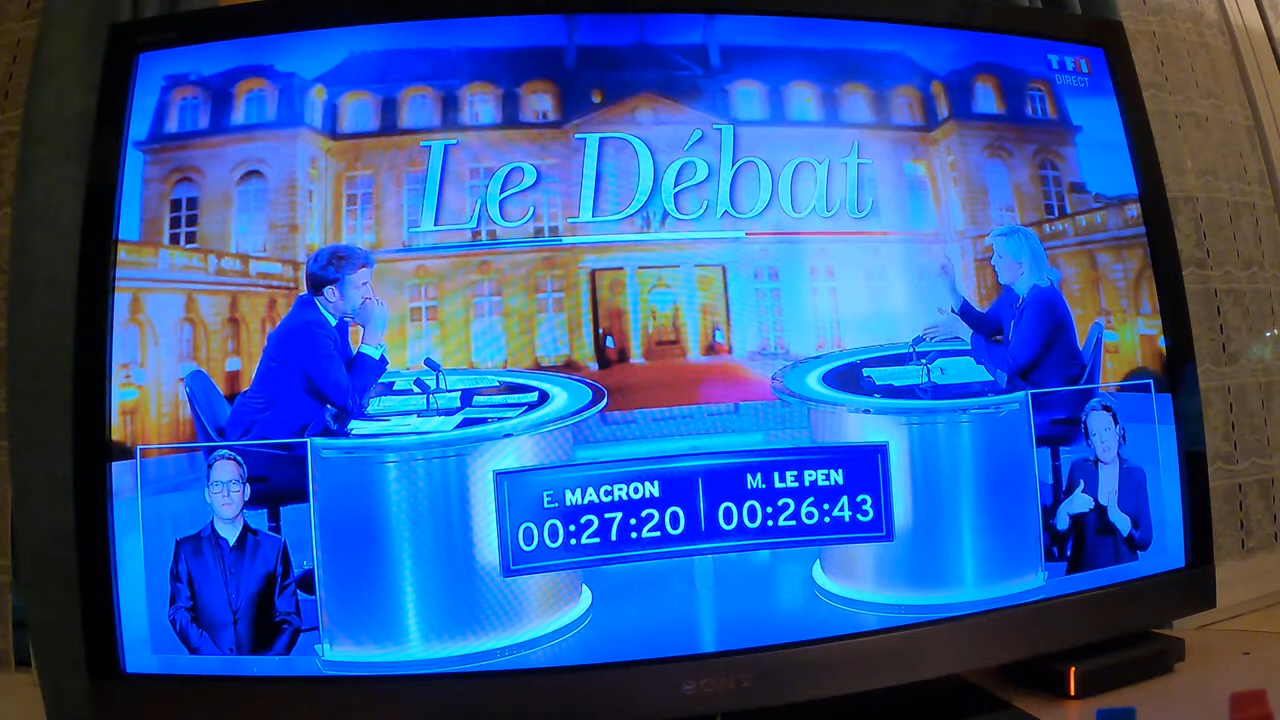 TF1
DIRECT
Le Débat
E. MACRON
00:27:20
M. LE PEN
00:26:43
SONY